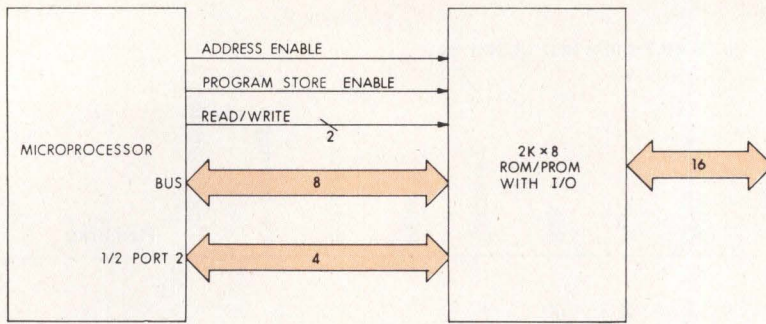 ADDRESS ENABLE
PROGRAM STORE ENABLE
READ/WRITE
2
MICROPROCESSOR
BUS
8
1/2 PORT 2
4
2K × 8
ROM/PROM
WITH I/O
16